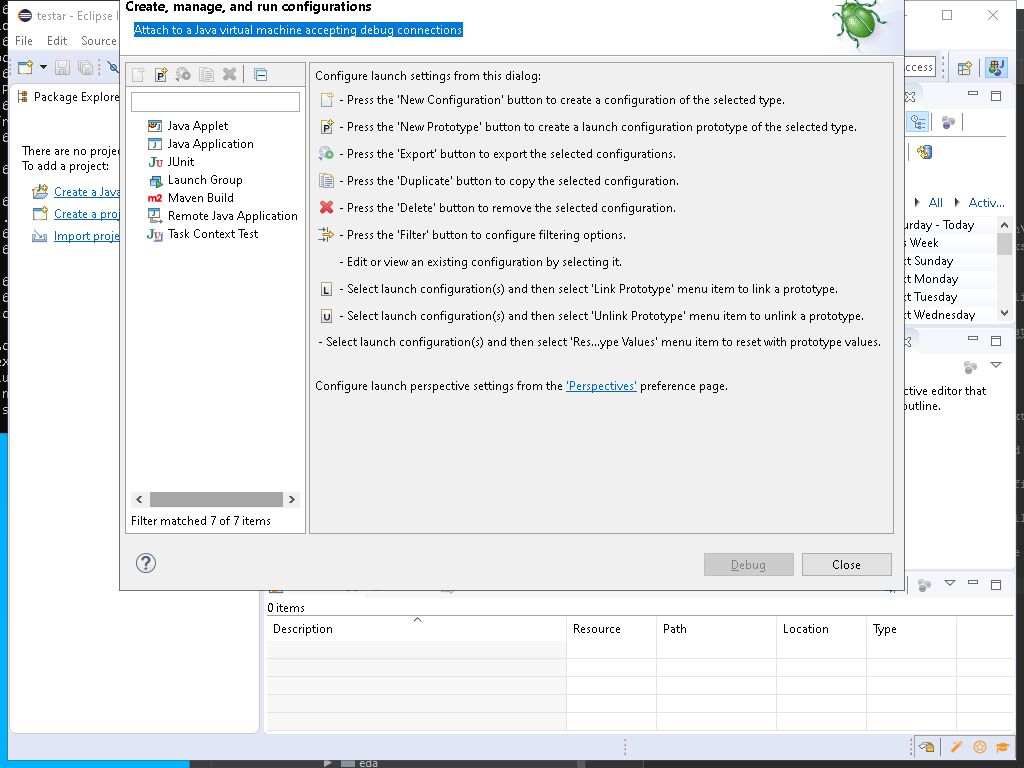 Create, manage, and run configurations
testar - Eclipse
Attach to a Java virtual machine accepting debug connections
File Edit Source
Package Explore
There are no proje
To add a project:
Create a Java
Create a proj
Import proje
Java Applet
Java Application
JUnit
Launch Group
Maven Build
Remote Java Application
Task Context Test
Filter matched 7 of 7 items
Configure launch settings from this dialog:
- Press the 'New Configuration' button to create a configuration of the selected type.
- Press the 'New Prototype' button to create a launch configuration prototype of the selected type.
- Press the 'Export' button to export the selected configurations.
- Press the 'Duplicate' button to copy the selected configuration.
- Press the 'Delete' button to remove the selected configuration.
- Press the 'Filter' button to configure filtering options.
- Edit or view an existing configuration by selecting it.
- Select launch configuration(s) and then select 'Link Prototype' menu item to link a prototype.
- Select launch configuration(s) and then select 'Unlink Prototype' menu item to unlink a prototype.
- Select launch configuration(s) and then select 'Res...ype Values' menu item to reset with prototype values.
Configure launch perspective settings from the 'Perspectives' preference page.
Debug
Close
ccess
All
Activ...
urday - Today
s Week
xt Sunday
xt Monday
xt Tuesday
xt Wednesday
ctive editor that
outline.
0 items
Description Resource Path Location Type
eda